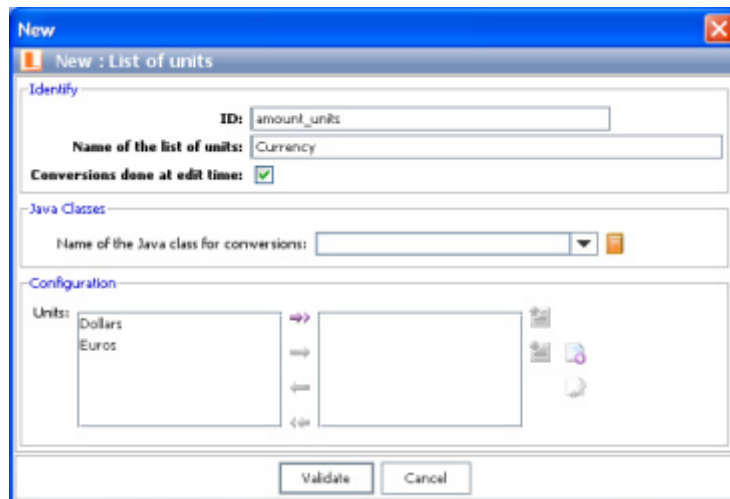 New
New : List of units
Identify
ID: amount_units
Name of the list of units: Currency
Conversions done at edit time:
Java Classes
Name of the Java class for conversions:
Configuration
Units:
Dollars
Euros
Validate Cancel